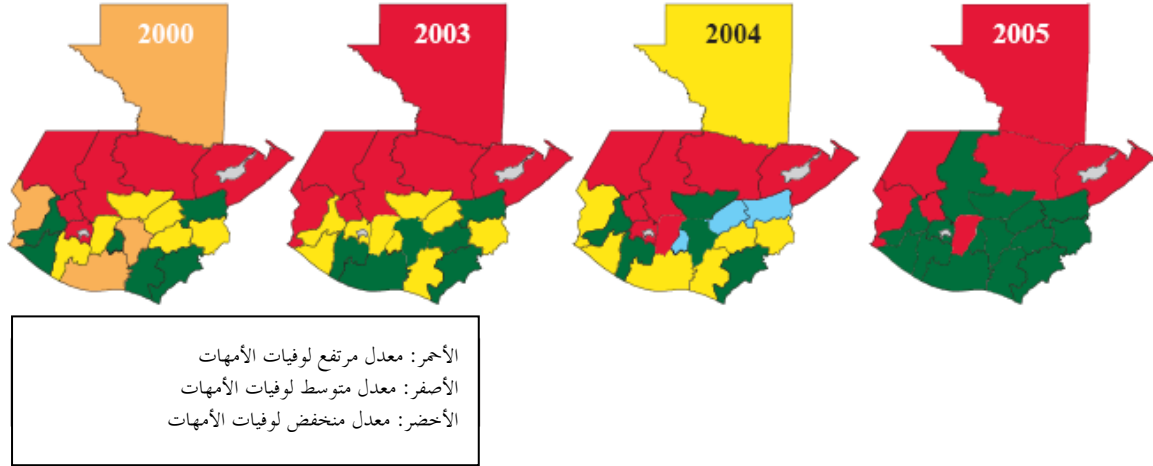 2000
2003
2004
2005
الأحمر: معدل مرتفع لوفيات الأمهات
الأصفر: معدل متوسط لوفيات الأمهات
الأخضر: معدل منخفض لوفيات الأمهات